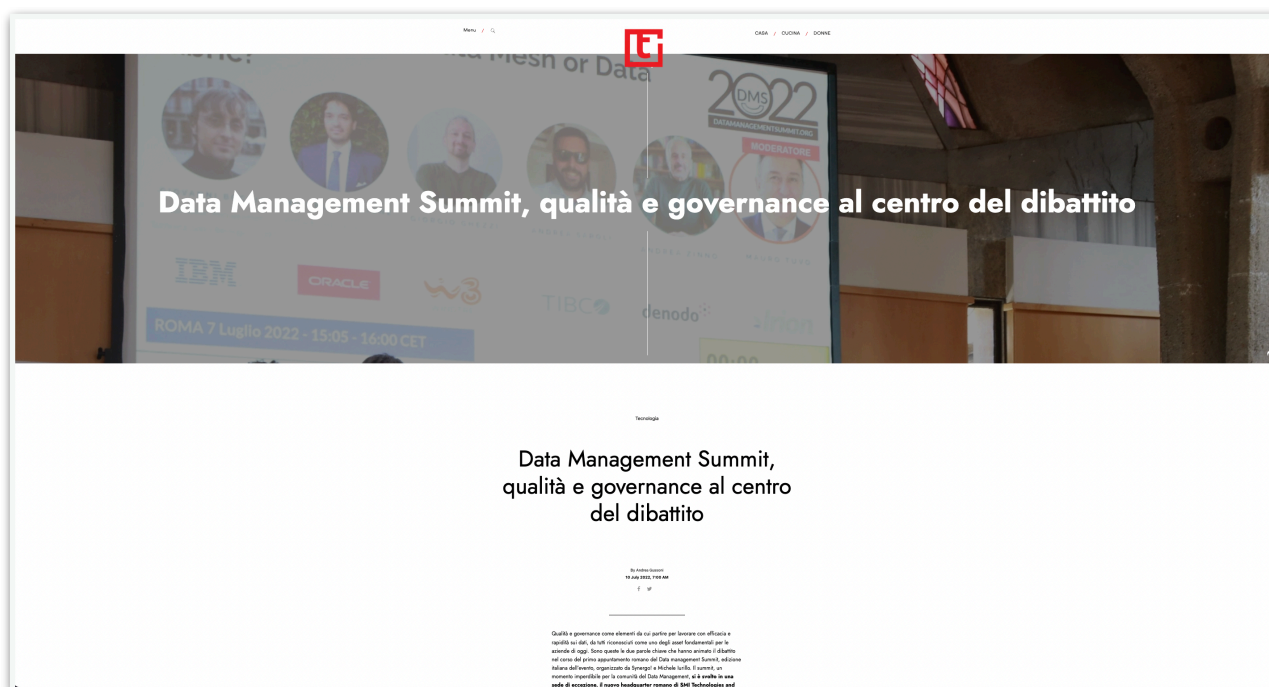 Menu / 
CASA / CUCINA / DONNE
Mesh or Data
2022
DMS
DATAMANAGEMENTSUMMIT.ORG
MODERATORE
Data Management Summit, qualità e governance al centro del dibattito
IBM
ORACLE
W3
TIBCO
denodo
irion
ROMA 7 Luglio 2022 - 15:05 - 16:00 CET
00:00
Tecnologia
Data Management Summit,
qualità e governance al centro
del dibattito
By Andrea Guzzoni
10 July 2022, 7:00 AM
Qualità e governance come elementi da cui partire per lavorare con efficacia e
rapidità sui dati, da tutti riconosciuti come uno degli asset fondamentali per le
aziende di oggi. Sono queste le due parole chiave che hanno animato il dibattito
nel corso del primo appuntamento romano del Data management Summit, edizione
italiana dell'evento, organizzato da Synergo! e Michele Iurillo. Il summit, un
momento imperdibile per la comunità del Data Management, si è svolto in una
sede di eccezione, il nuovo headquarter romano di SMI Technologies and